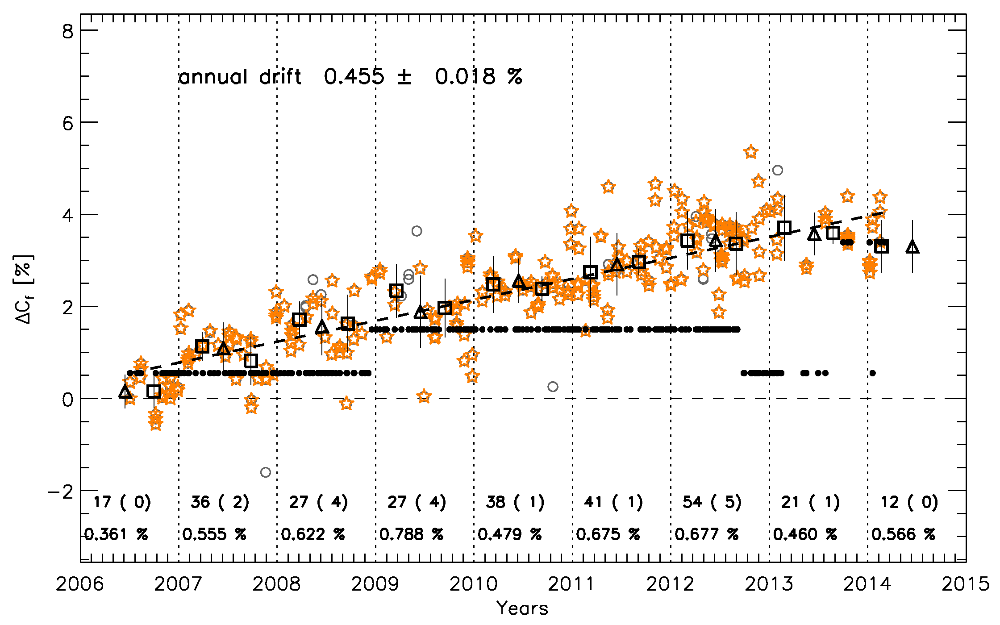 8
annual drift 0.455 ± 0.018 %
6
4
2
0
-2
ΔCf [%]
17 ( 0) 36 ( 2) 27 ( 4) 27 ( 4) 38 ( 1) 41 ( 1) 54 ( 5) 21 ( 1) 12 ( 0)
0.361 % 0.555 % 0.622 % 0.788 % 0.479 % 0.675 % 0.677 % 0.460 % 0.566 %
2006 2007 2008 2009 2010 2011 2012 2013 2014 2015
Years